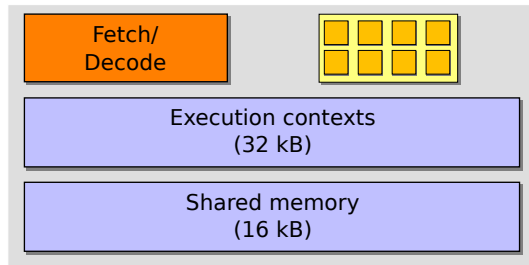 Fetch/
Decode
Execution contexts
(32 kB)
Shared memory
(16 kB)